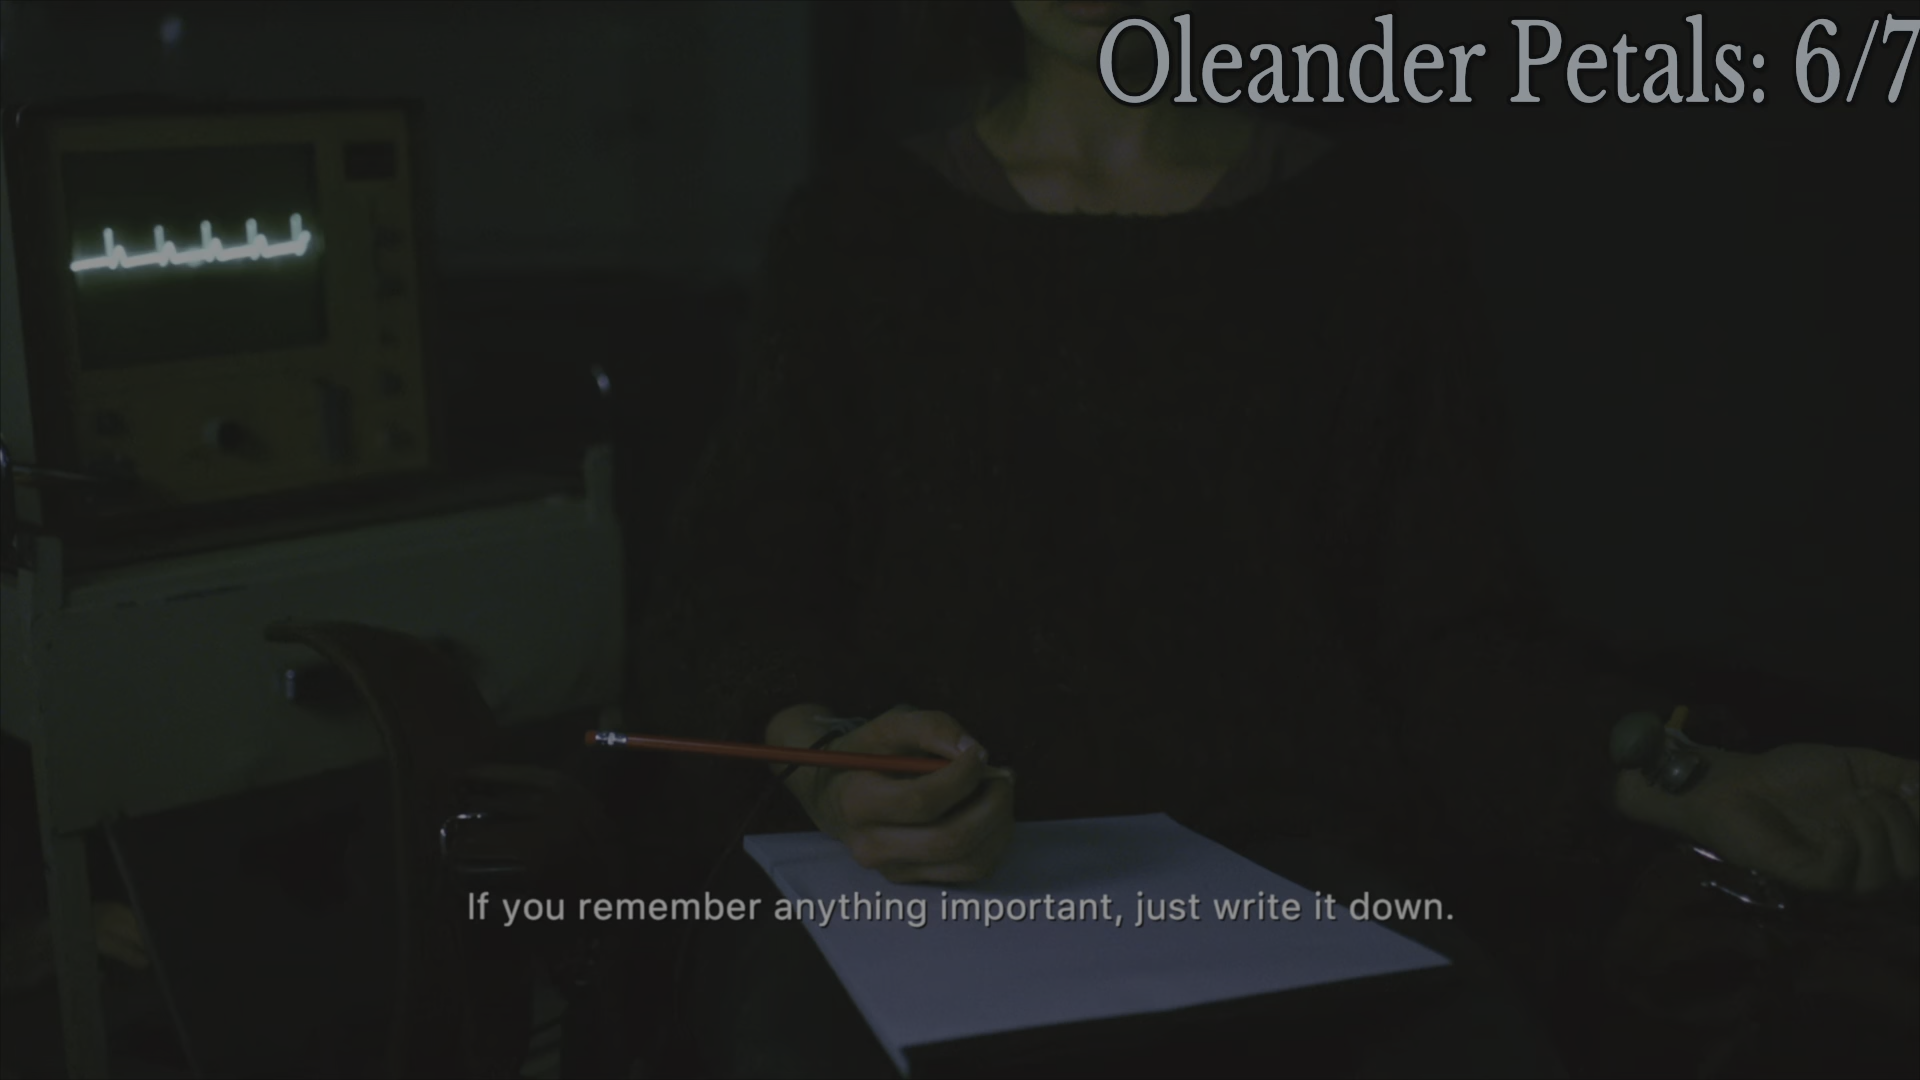 Oleander Petals: 6/7
If you remember anything important, just write it down.